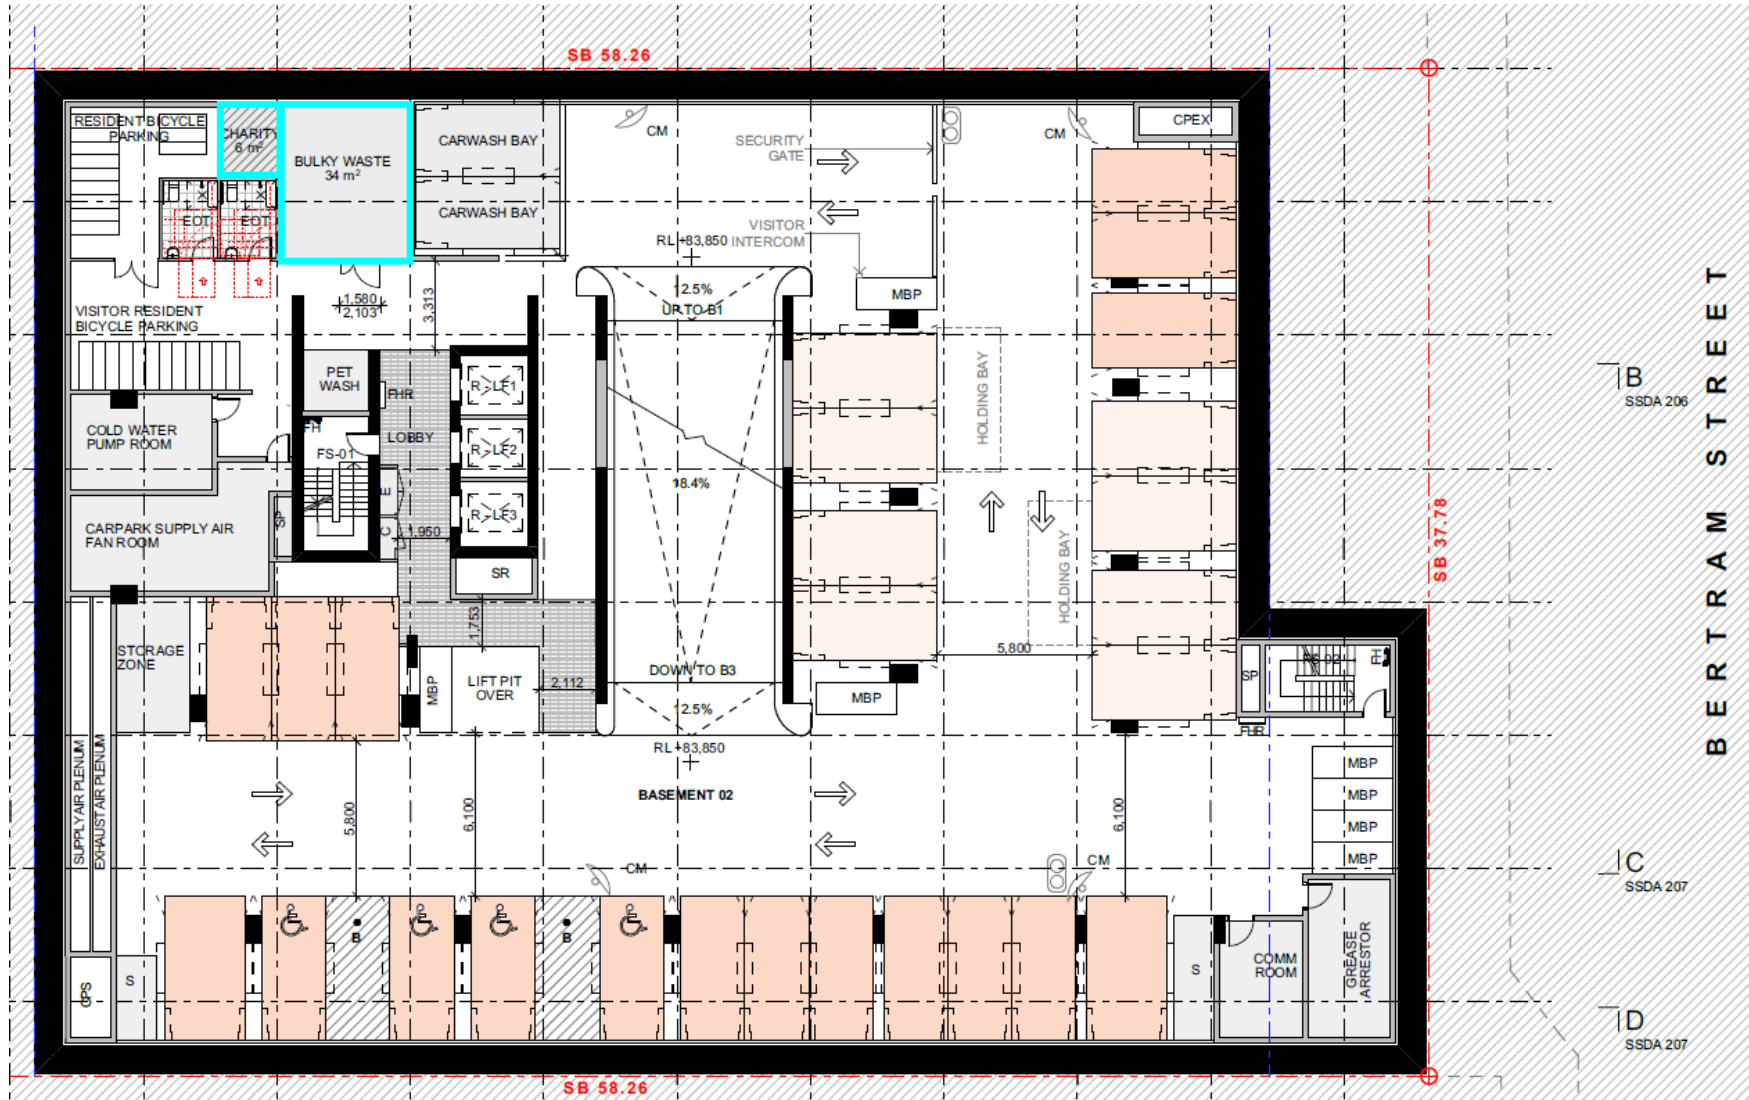 SB 58.26
RESIDENT BICYCLE
PARKING
CHARITY
6 m²
BULKY WASTE
34 m²
CARWASH BAY
CARWASH BAY
CM
SECURITY
GATE
CM
CPEX
EOT
EOT
VISITOR
INTERCOM
RL +83,850
12.5%
UP TO B1
MBP
1,580
2,103
3,313
VISITOR RESIDENT
BICYCLE PARKING
PET
WASH
FHR
R - LF1
HOLDING BAY
B
SSDA 206
COLD WATER
PUMP ROOM
FH
FS-01
LOBBY
R - LF2
18.4%
CARPARK SUPPLY AIR
FAN ROOM
SP
E
C
1,950
R - LF3
SR
HOLDING BAY
SB 37.78
BERTRAM STREET
STORAGE
ZONE
1,753
MBP
LIFT PIT
OVER
2,112
DOWN TO B3
12.5%
MBP
5,800
SP
FH
FHR
RL +83,850
SUPPLY AIR PLENUM
EXHAUST AIR PLENUM
5,800
6,100
BASEMENT 02
6,100
MBP
MBP
MBP
MBP
CM
CM
C
SSDA 207
B
B
S
S
COMM
ROOM
GREASE
ARRESTOR
D
SSDA 207
SB 58.26